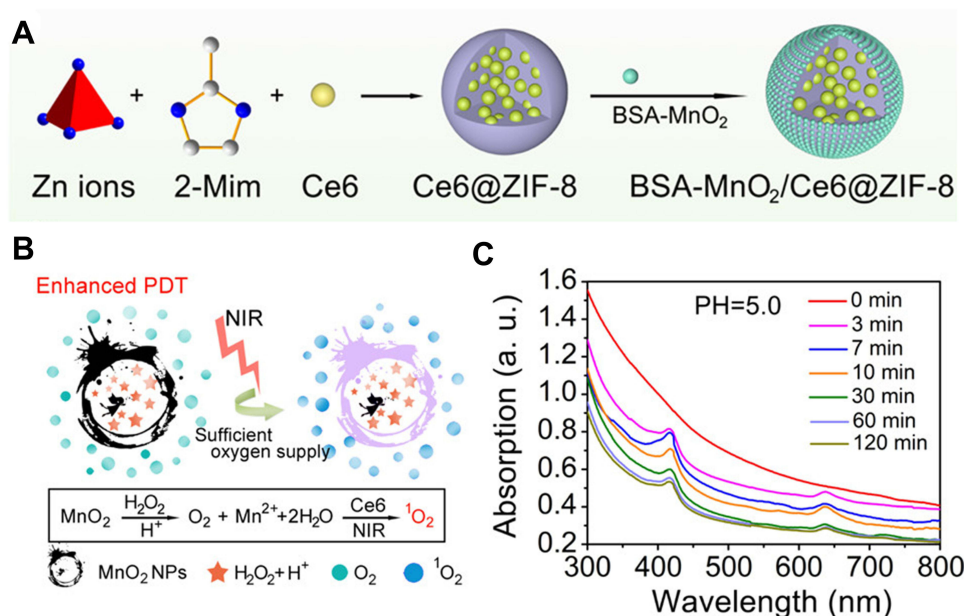 A
+ + BSA-MnO₂
Zn ions 2-Mim Ce6 Ce6@ZIF-8 BSA-MnO₂/Ce6@ZIF-8
B
Enhanced PDT
NIR
Sufficient
oxygen supply
MnO₂ H₂O₂ H⁺ O₂ + Mn²⁺+2H₂O Ce6 NIR ¹O₂
MnO₂ NPs H₂O₂+H⁺ O₂ ¹O₂
C
PH=5.0
0 min
3 min
7 min
10 min
30 min
60 min
120 min
Absorption (a. u.)
1.6
1.4
1.2
1.0
0.8
0.6
0.4
0.2
300 400 500 600 700 800
Wavelength (nm)